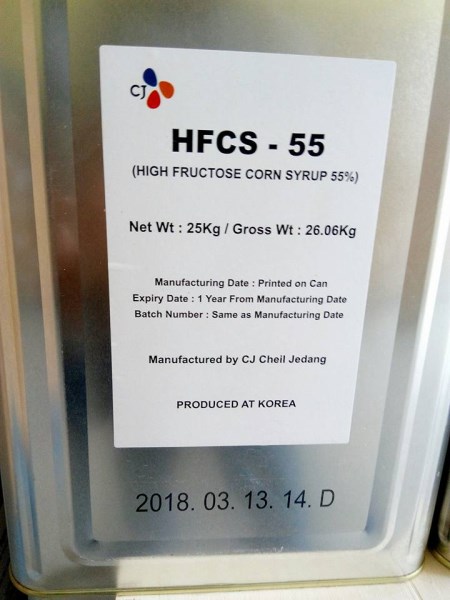 CJ
HFCS - 55
(HIGH FRUCTOSE CORN SYRUP 55%)
Net Wt : 25Kg / Gross Wt : 26.06Kg
Manufacturing Date : Printed on Can
Expiry Date : 1 Year From Manufacturing Date
Batch Number : Same as Manufacturing Date
Manufactured by CJ Cheil Jedang
PRODUCED AT KOREA
2018. 03. 13. 14. D